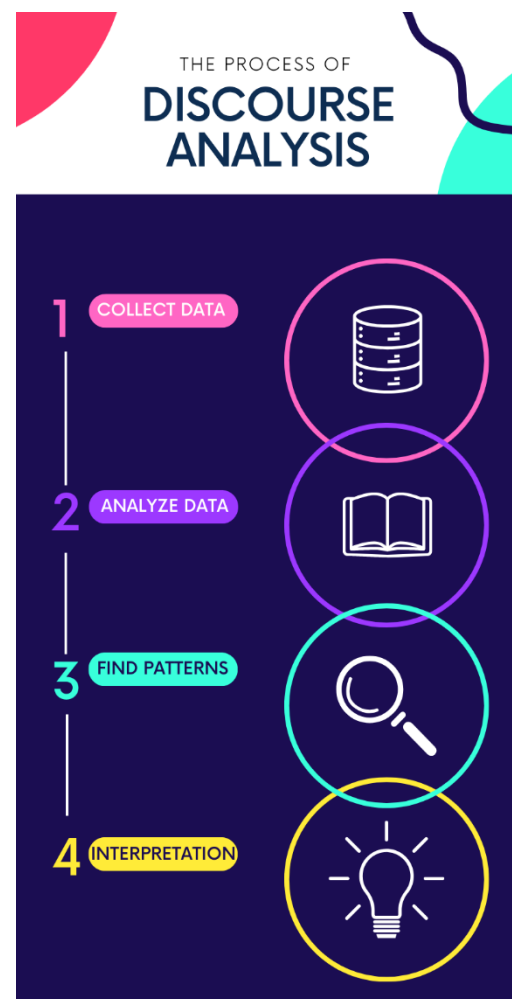 THE PROCESS OF
DISCOURSE
ANALYSIS
1 COLLECT DATA
2 ANALYZE DATA
3 FIND PATTERNS
4 INTERPRETATION